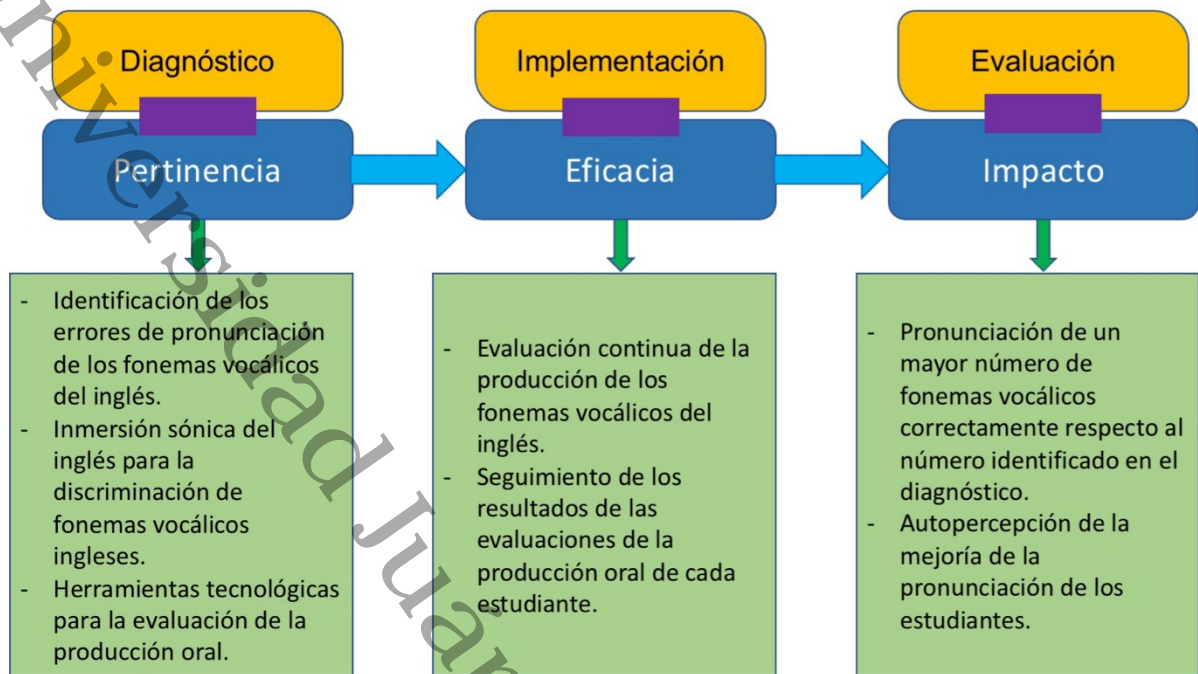 Diagnóstico
Pertinencia
- Identificación de los
errores de pronunciación
de los fonemas vocálicos
del inglés.
- Inmersión sónica del
inglés para la
discriminación de
fonemas vocálicos
ingleses.
- Herramientas tecnológicas
para la evaluación de la
producción oral.
Implementación
Eficacia
- Evaluación continua de la
producción de los
fonemas vocálicos del
inglés.
- Seguimiento de los
resultados de las
evaluaciones de la
producción oral de cada
estudiante.
Evaluación
Impacto
- Pronunciación de un
mayor número de
fonemas vocálicos
correctamente respecto al
número identificado en el
diagnóstico.
- Autopercepción de la
mejoría de la
pronunciación de los
estudiantes.
niversidad Juár